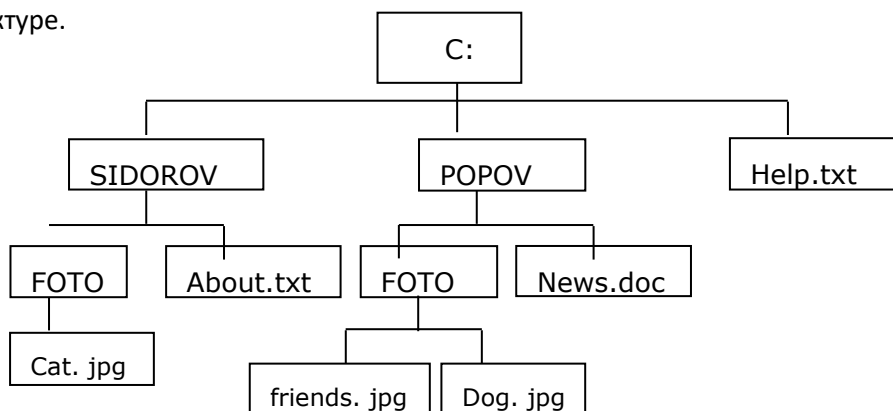 ктуре.
C:
SIDOROV POPOV Help.txt
FOTO About.txt FOTO News.doc
Cat. jpg
friends. jpg Dog. jpg